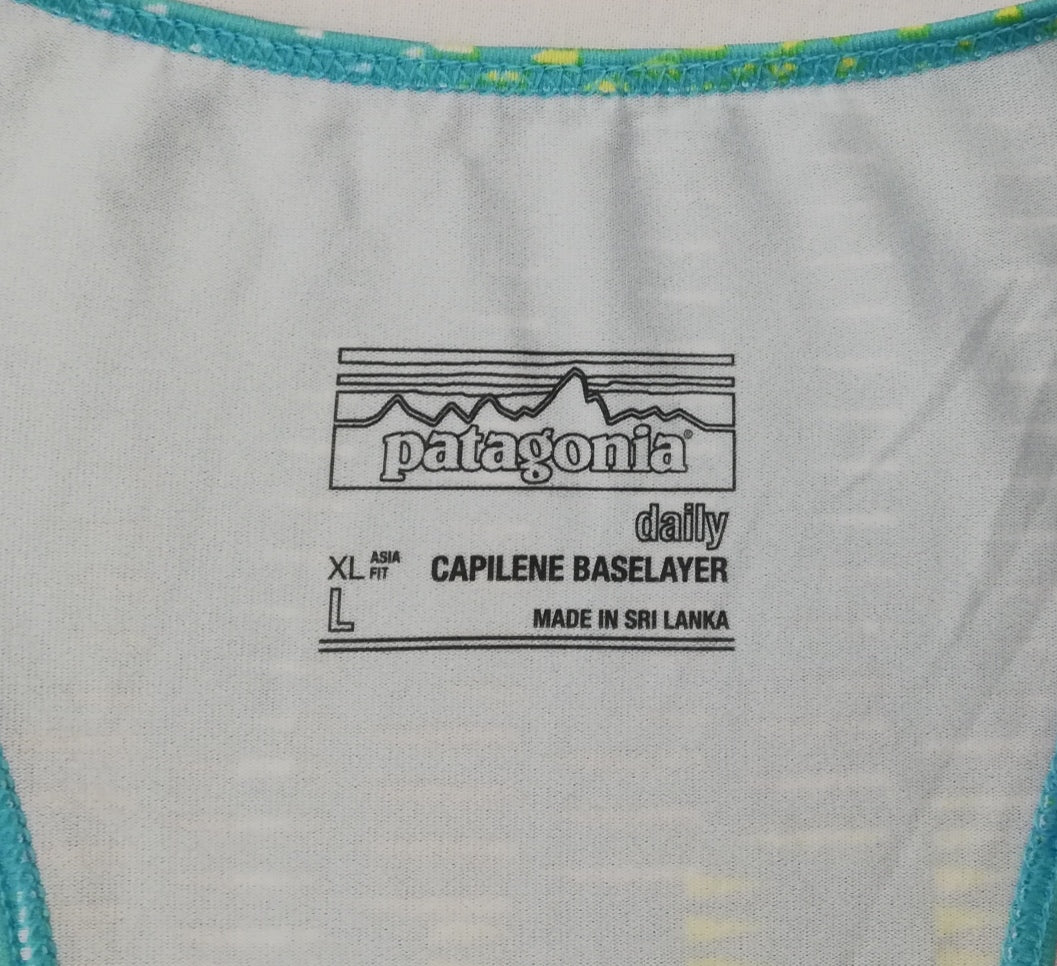 patagonia®
daily
XL ASIA FIT CAPILENE BASELAYER
L MADE IN SRI LANKA